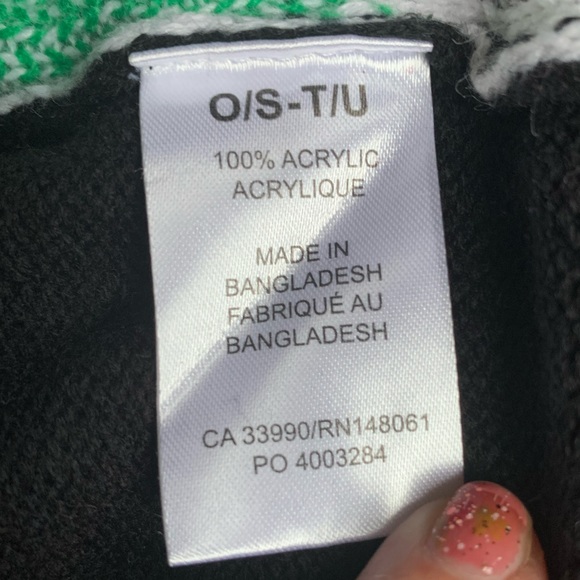 O/S-T/U
100% ACRYLIC
ACRYLIQUE
MADE IN
BANGLADESH
FABRIQUÉ AU
BANGLADESH
CA 33990/RN148061
PO 4003284